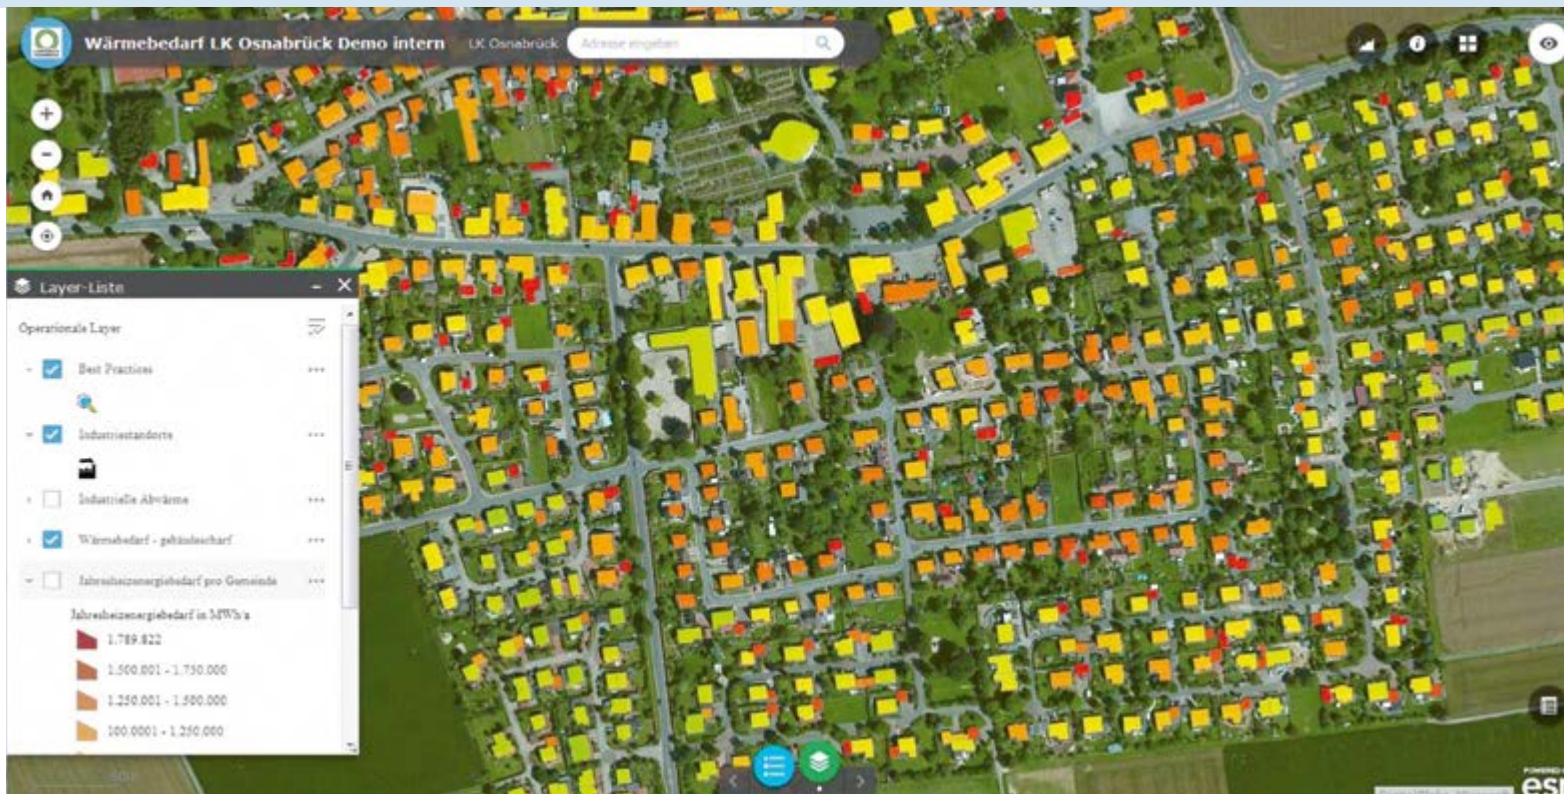 Wärmebedarf LK Osnabrück Demo intern LK Osnabrück Adresse eingeben
Layer-Liste
Operationale Layer
Best Practices
Industriestandorte
Industrielle Abwärme
Wärmebedarf - gebäudescharf
Jahresheizenergiebedarf pro Gemeinde
Jahresheizenergiebedarf in MWh/a
1.789.822
1.500.001 - 1.750.000
1.250.001 - 1.500.000
100.0001 - 1.250.000
POWERED
esri